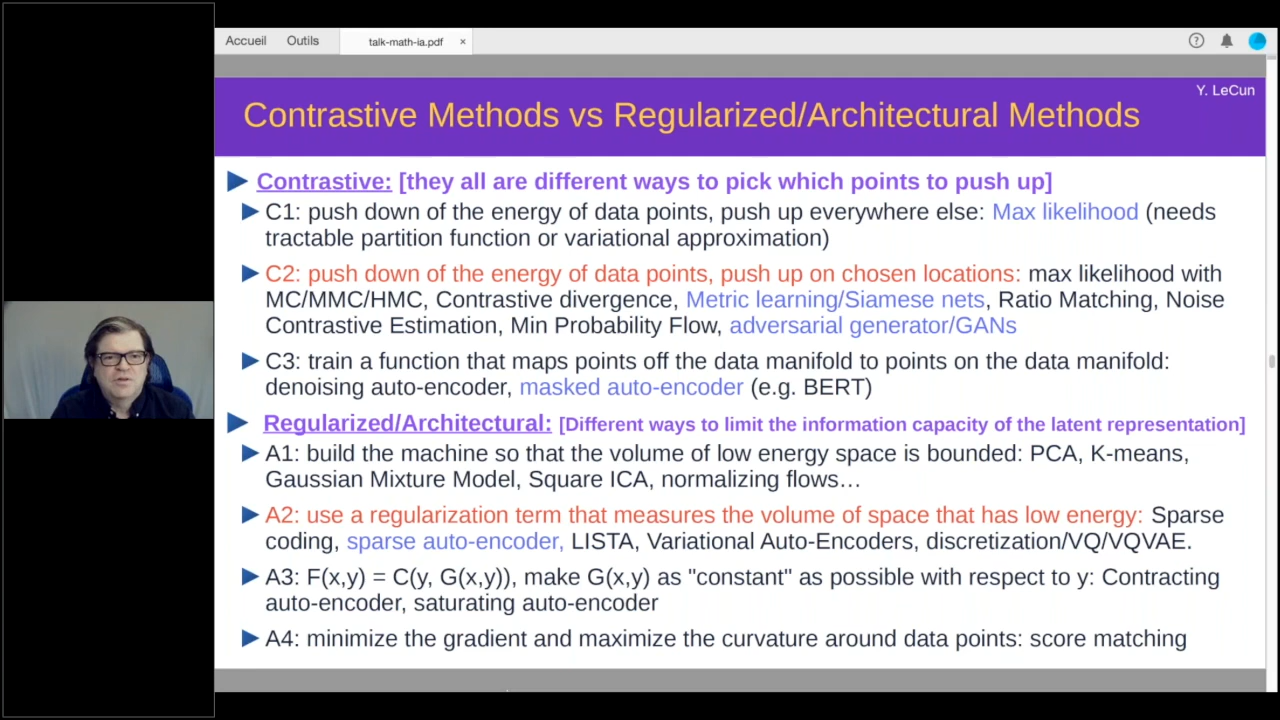 Accueil Outils talk-math-ia.pdf ×
Y. LeCun
Contrastive Methods vs Regularized/Architectural Methods
Contrastive: [they all are different ways to pick which points to push up]
C1: push down of the energy of data points, push up everywhere else: Max likelihood (needs
tractable partition function or variational approximation)
C2: push down of the energy of data points, push up on chosen locations: max likelihood with
MC/MMC/HMC, Contrastive divergence, Metric learning/Siamese nets, Ratio Matching, Noise
Contrastive Estimation, Min Probability Flow, adversarial generator/GANs
C3: train a function that maps points off the data manifold to points on the data manifold:
denoising auto-encoder, masked auto-encoder (e.g. BERT)
Regularized/Architectural: [Different ways to limit the information capacity of the latent representation]
A1: build the machine so that the volume of low energy space is bounded: PCA, K-means,
Gaussian Mixture Model, Square ICA, normalizing flows…
A2: use a regularization term that measures the volume of space that has low energy: Sparse
coding, sparse auto-encoder, LISTA, Variational Auto-Encoders, discretization/VQ/VQVAE.
A3: F(x,y) = C(y, G(x,y)), make G(x,y) as "constant" as possible with respect to y: Contracting
auto-encoder, saturating auto-encoder
A4: minimize the gradient and maximize the curvature around data points: score matching